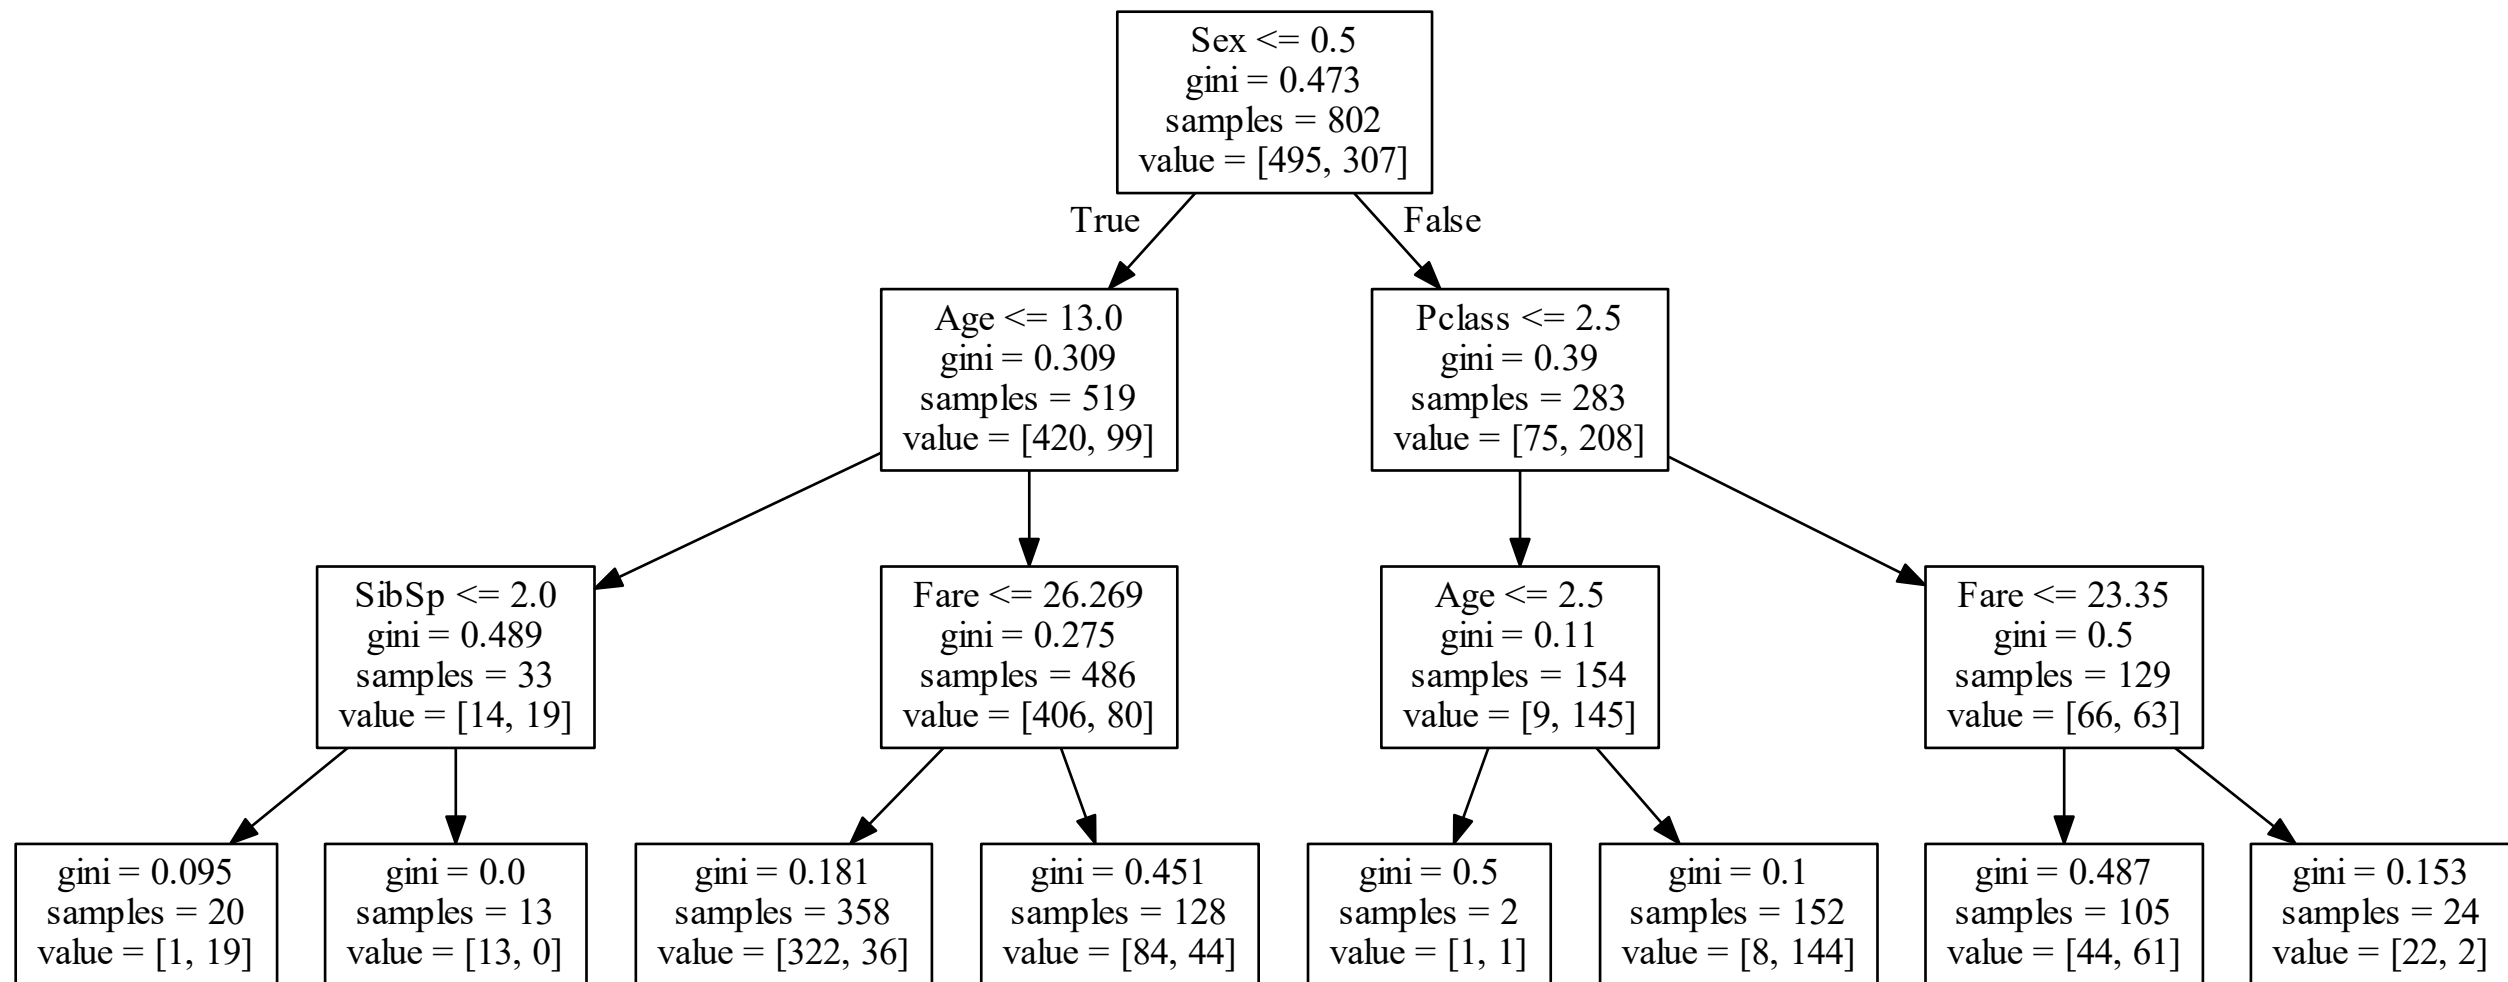 Sex <= 0.5
gini = 0.473
samples = 802
value = [495, 307]
True
False
Age <= 13.0
gini = 0.309
samples = 519
value = [420, 99]
Pclass <= 2.5
gini = 0.39
samples = 283
value = [75, 208]
SibSp <= 2.0
gini = 0.489
samples = 33
value = [14, 19]
Fare <= 26.269
gini = 0.275
samples = 486
value = [406, 80]
Age <= 2.5
gini = 0.11
samples = 154
value = [9, 145]
Fare <= 23.35
gini = 0.5
samples = 129
value = [66, 63]
gini = 0.095
samples = 20
value = [1, 19]
gini = 0.0
samples = 13
value = [13, 0]
gini = 0.181
samples = 358
value = [322, 36]
gini = 0.451
samples = 128
value = [84, 44]
gini = 0.5
samples = 2
value = [1, 1]
gini = 0.1
samples = 152
value = [8, 144]
gini = 0.487
samples = 105
value = [44, 61]
gini = 0.153
samples = 24
value = [22, 2]